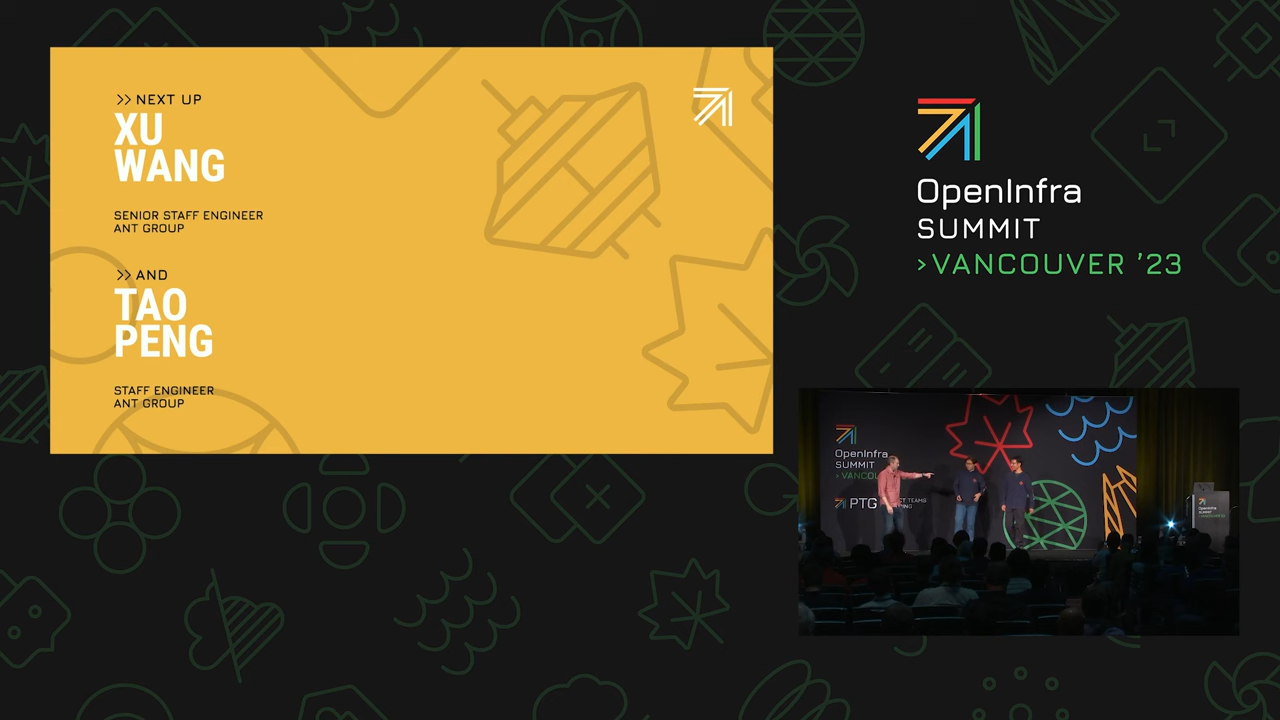 >> NEXT UP
XU
WANG
SENIOR STAFF ENGINEER
ANT GROUP
>> AND
TAO
PENG
STAFF ENGINEER
ANT GROUP
OpenInfra
SUMMIT
>VANCOUVER '23
OpenInfra
SUMMIT
> VANCOU
PTG